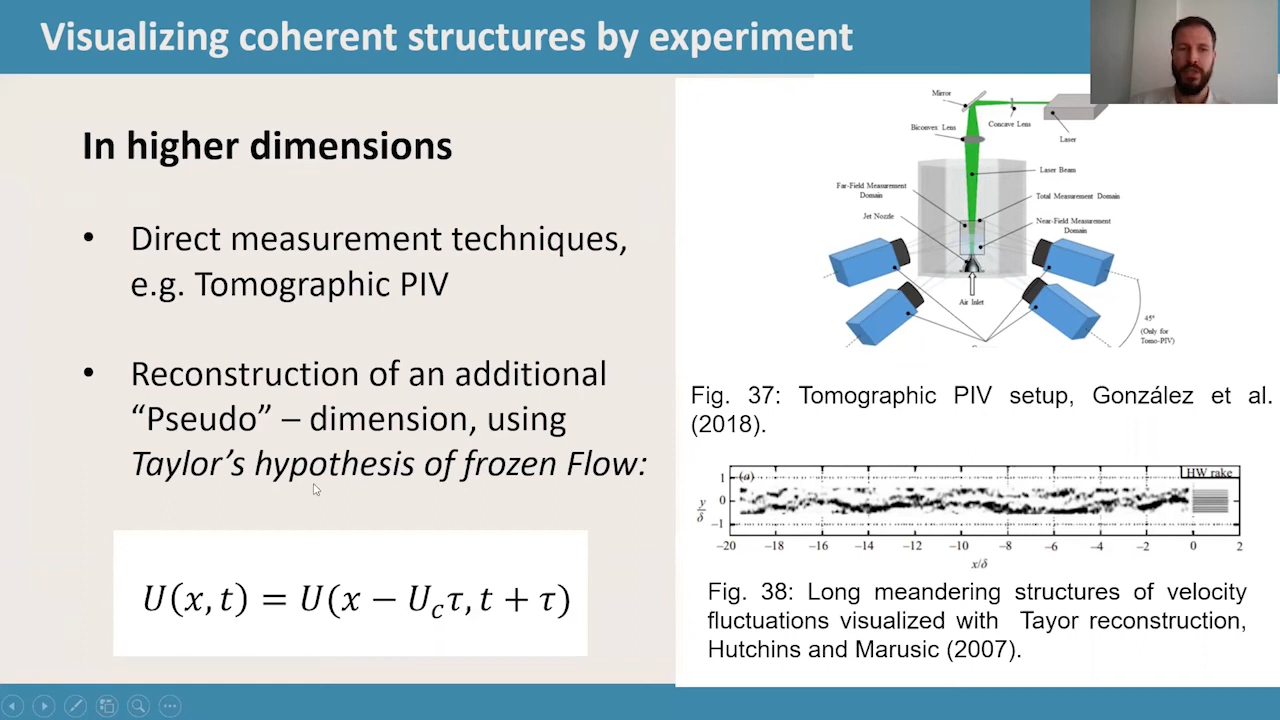 Visualizing coherent structures by experiment
In higher dimensions
• Direct measurement techniques,
e.g. Tomographic PIV
• Reconstruction of an additional
“Pseudo” – dimension, using
Taylor’s hypothesis of frozen Flow:
U(x, t) = U(x − U_cτ, t + τ)
Mirror
Concave Lens
Biconvex Lens
Laser
Laser Beam
Far-Field Measurement
Domain
Total Measurement Domain
Jet Nozzle
Near-Field Measurement
Domain
Air Inlet
45°
(Only for
Tomo-PIV)
Fig. 37: Tomographic PIV setup, González et al.
(2018).
(a)
HW rake
1
0
−1
y/δ
−20 −18 −16 −14 −12 −10 −8 −6 −4 −2 0 2
x/δ
Fig. 38: Long meandering structures of velocity
fluctuations visualized with Tayor reconstruction,
Hutchins and Marusic (2007).